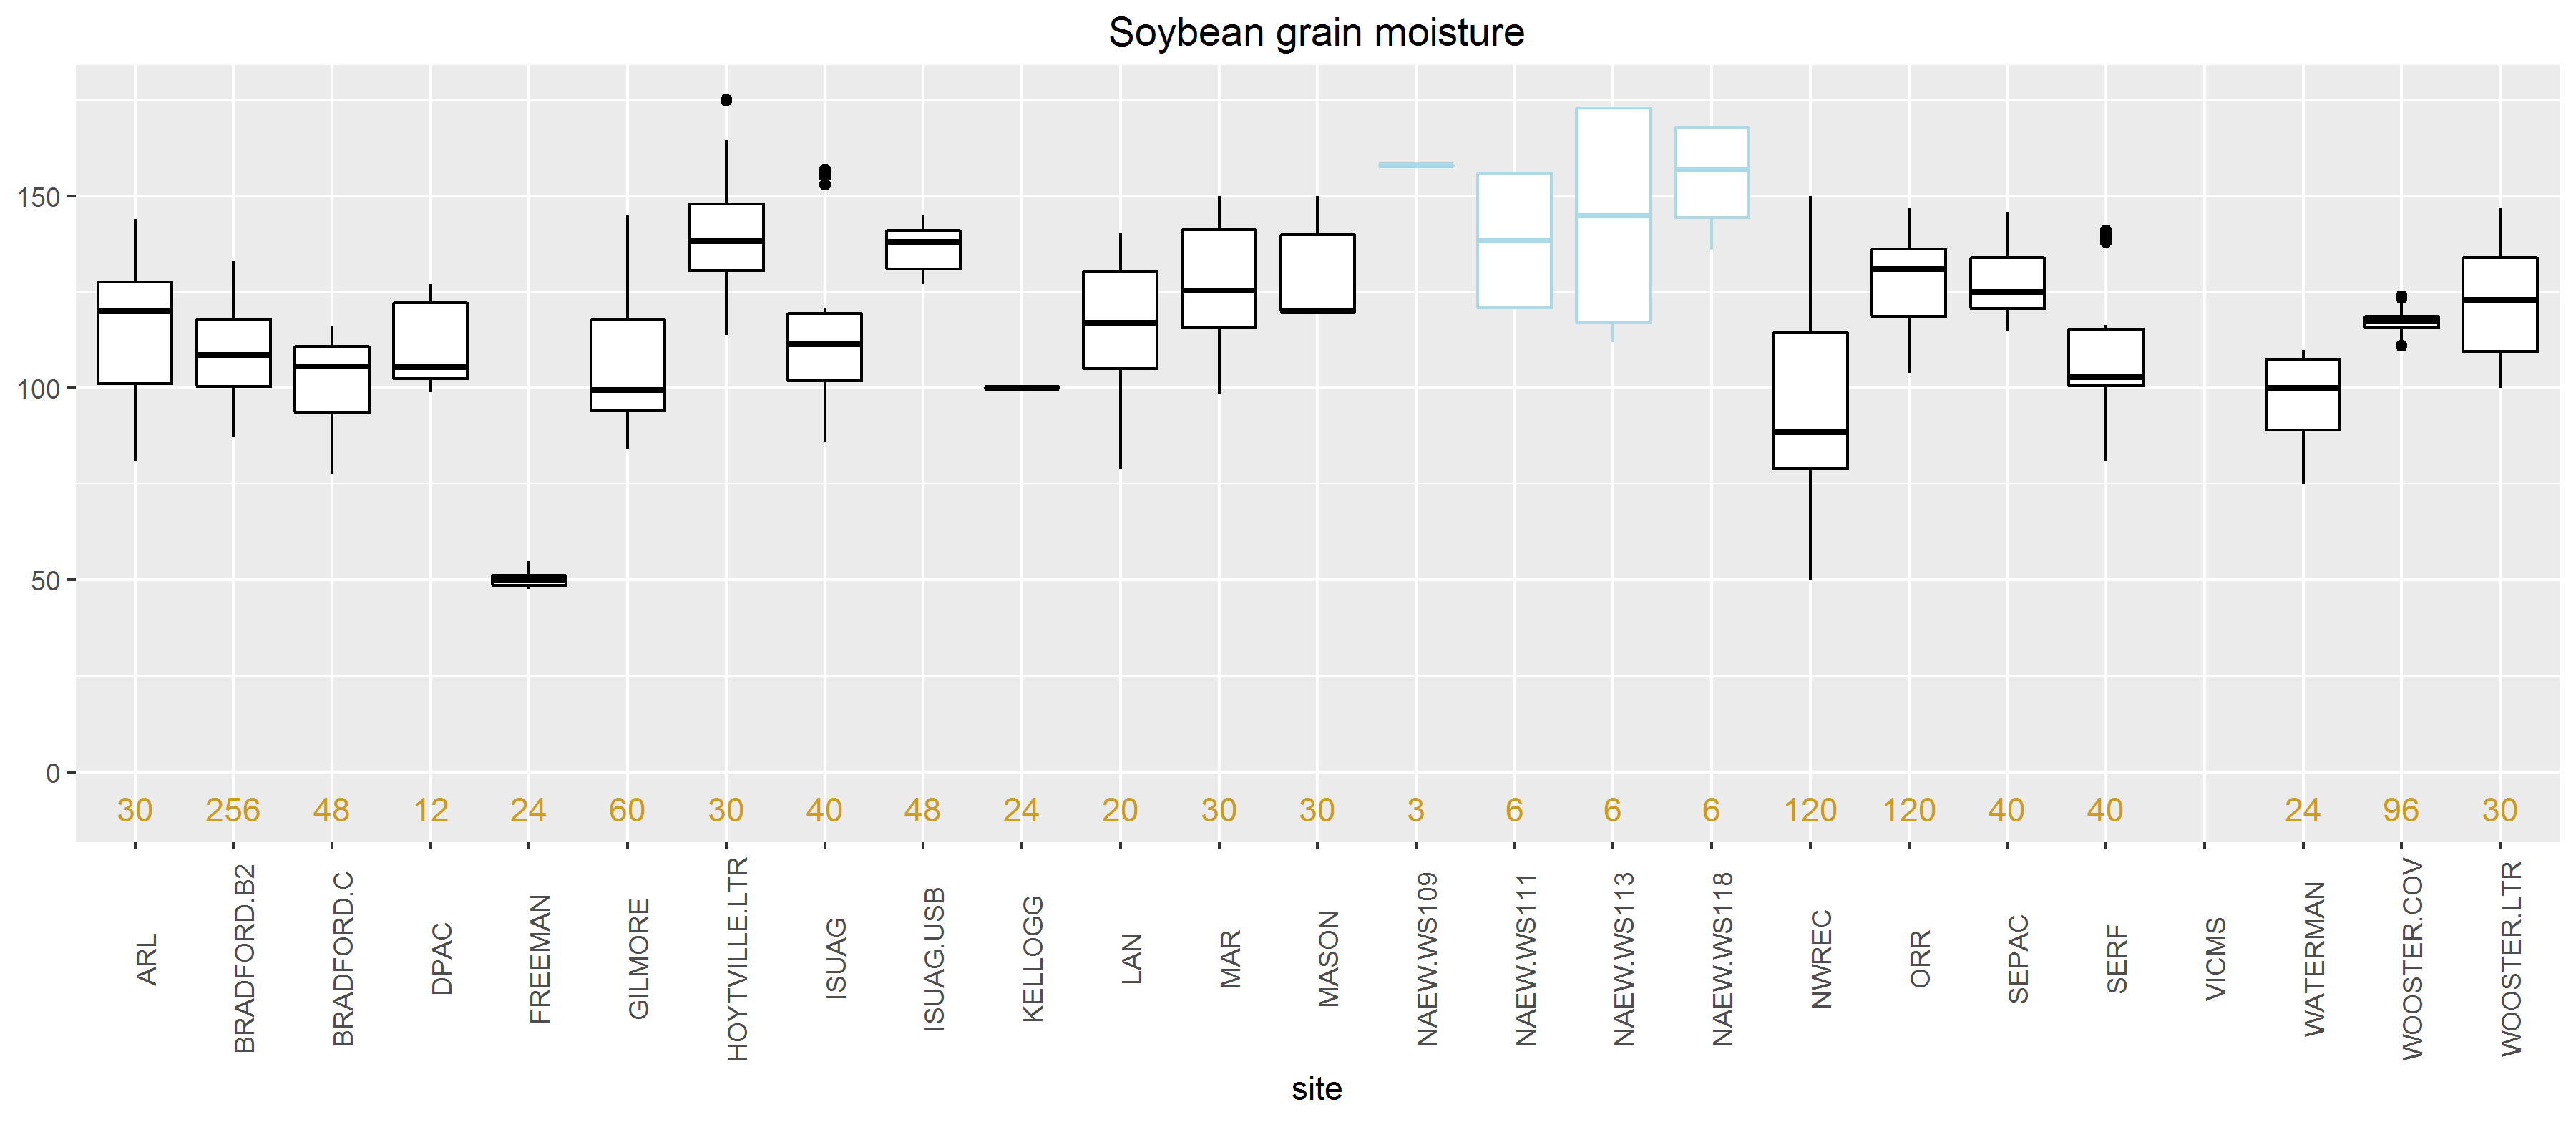 Soybean grain moisture
150
100
50
0
30 256 48 12 24 60 30 40 48 24 20 30 30 3 6 6 6 120 120 40 40 24 96 30
ARL
BRADFORD.B2
BRADFORD.C
DPAC
FREEMAN
GILMORE
HOYTVILLE.LTR
ISUAG
ISUAG.USB
KELLOGG
LAN
MAR
MASON
NAEW.WS109
NAEW.WS111
NAEW.WS113
NAEW.WS118
NWREC
ORR
SEPAC
SERF
VICMS
WATERMAN
WOOSTER.COV
WOOSTER.LTR
site